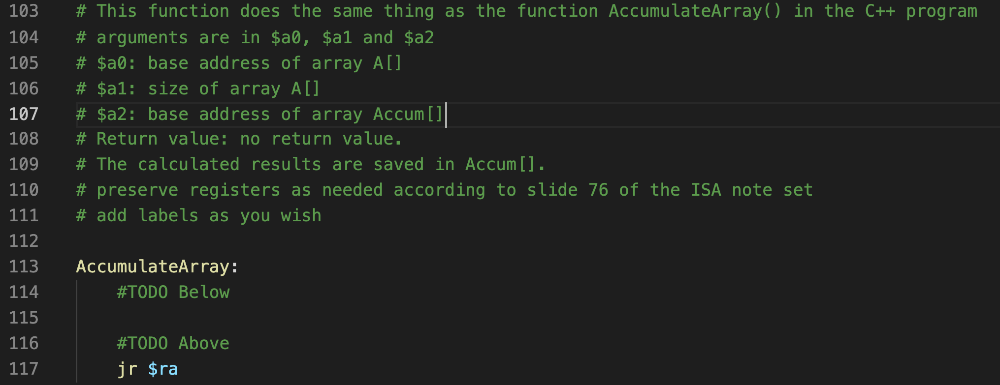 103 # This function does the same thing as the function AccumulateArray() in the C++ program
104 # arguments are in $a0, $a1 and $a2
105 # $a0: base address of array A[]
106 # $a1: size of array A[]
107 # $a2: base address of array Accum[]
108 # Return value: no return value.
109 # The calculated results are saved in Accum[].
110 # preserve registers as needed according to slide 76 of the ISA note set
111 # add labels as you wish
112
113 AccumulateArray:
114 #TODO Below
115
116 #TODO Above
117 jr $ra